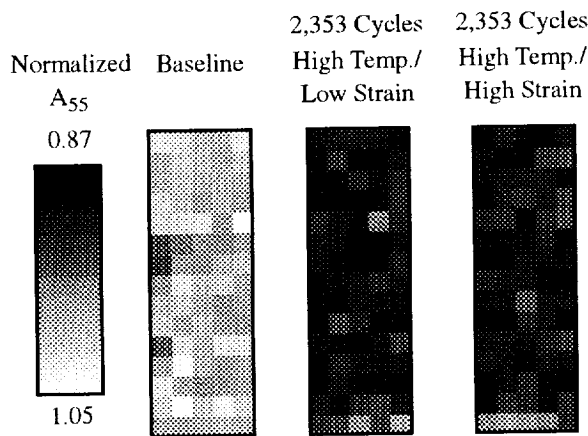 Normalized
A55
0.87
1.05
Baseline
2,353 Cycles
High Temp./
Low Strain
2,353 Cycles
High Temp./
High Strain